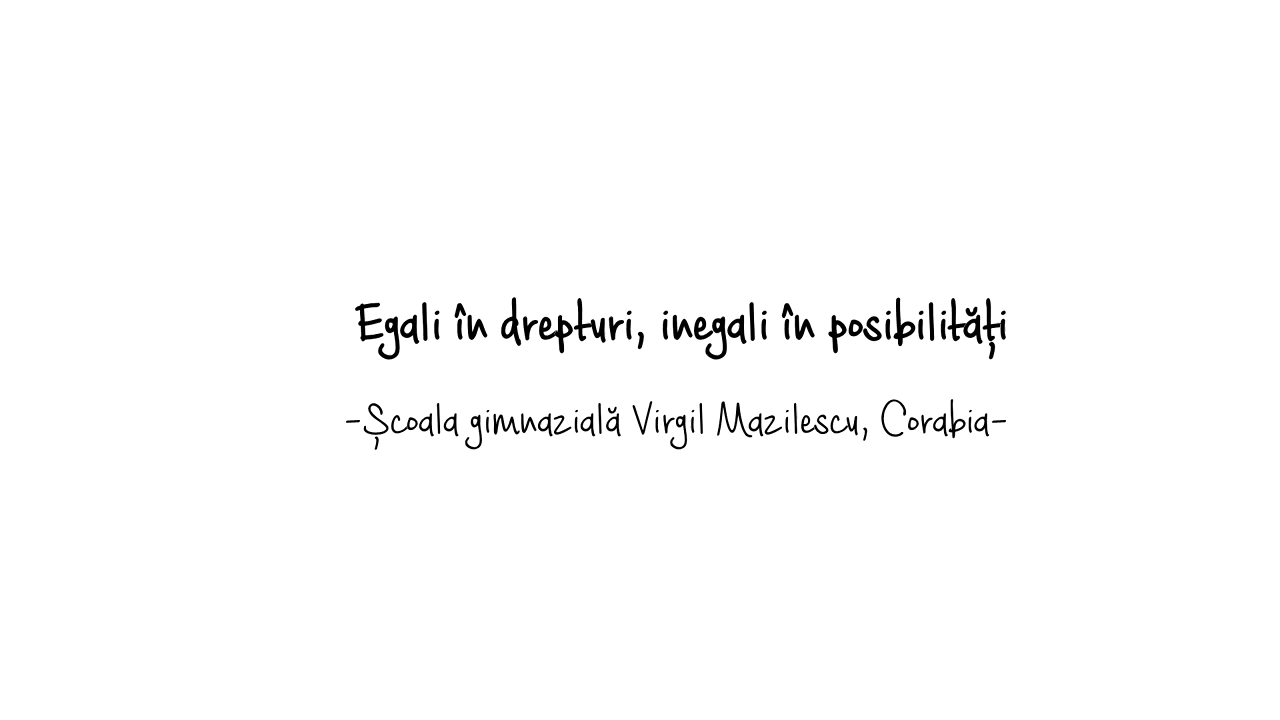 Egali în drepturi, inegali în posibilități
-Școala gimnazială Virgil Mazilescu, Corabia-